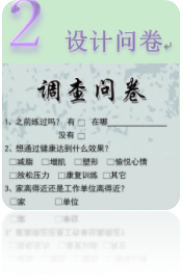 2 设计问卷
调查问卷
1、之前练过吗？ 有□ 在哪
没有□
2、想通过健康达到什么效果？
□减脂 □增肌 □塑形 □愉悦心情
□放松压力 □康复训练 □其它
3、家离得近还是工作单位离得近？
□家 □单位